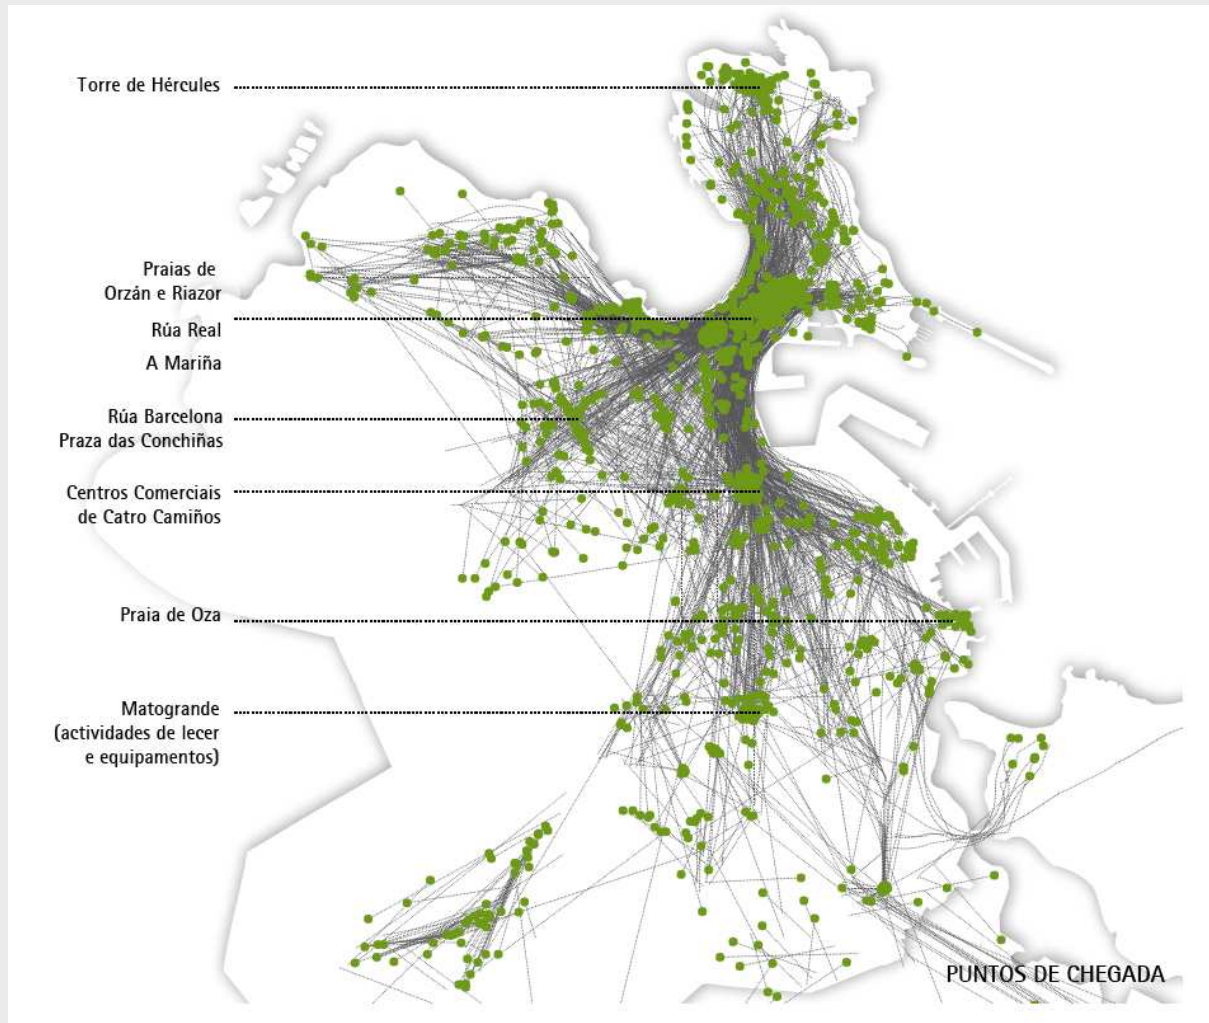 Torre de Hércules
Praias de
Orzán e Riazor
Rúa Real
A Mariña
Rúa Barcelona
Praza das Conchiñas
Centros Comerciais
de Catro Camiños
Praia de Oza
Matogrande
(actividades de lecer
e equipamentos)
PUNTOS DE CHEGADA